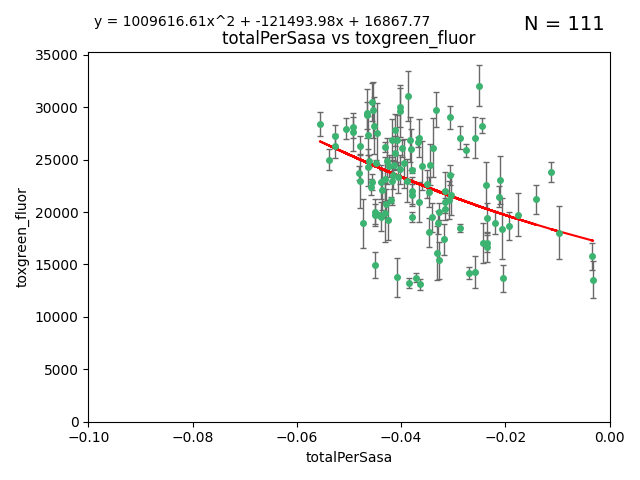 y = 1009616.61x^2 + -121493.98x + 16867.77
N = 111
totalPerSasa vs toxgreen_fluor
35000
30000
25000
20000
15000
10000
5000
0
toxgreen_fluor
−0.10
−0.08
−0.06
−0.04
−0.02
0.00
totalPerSasa